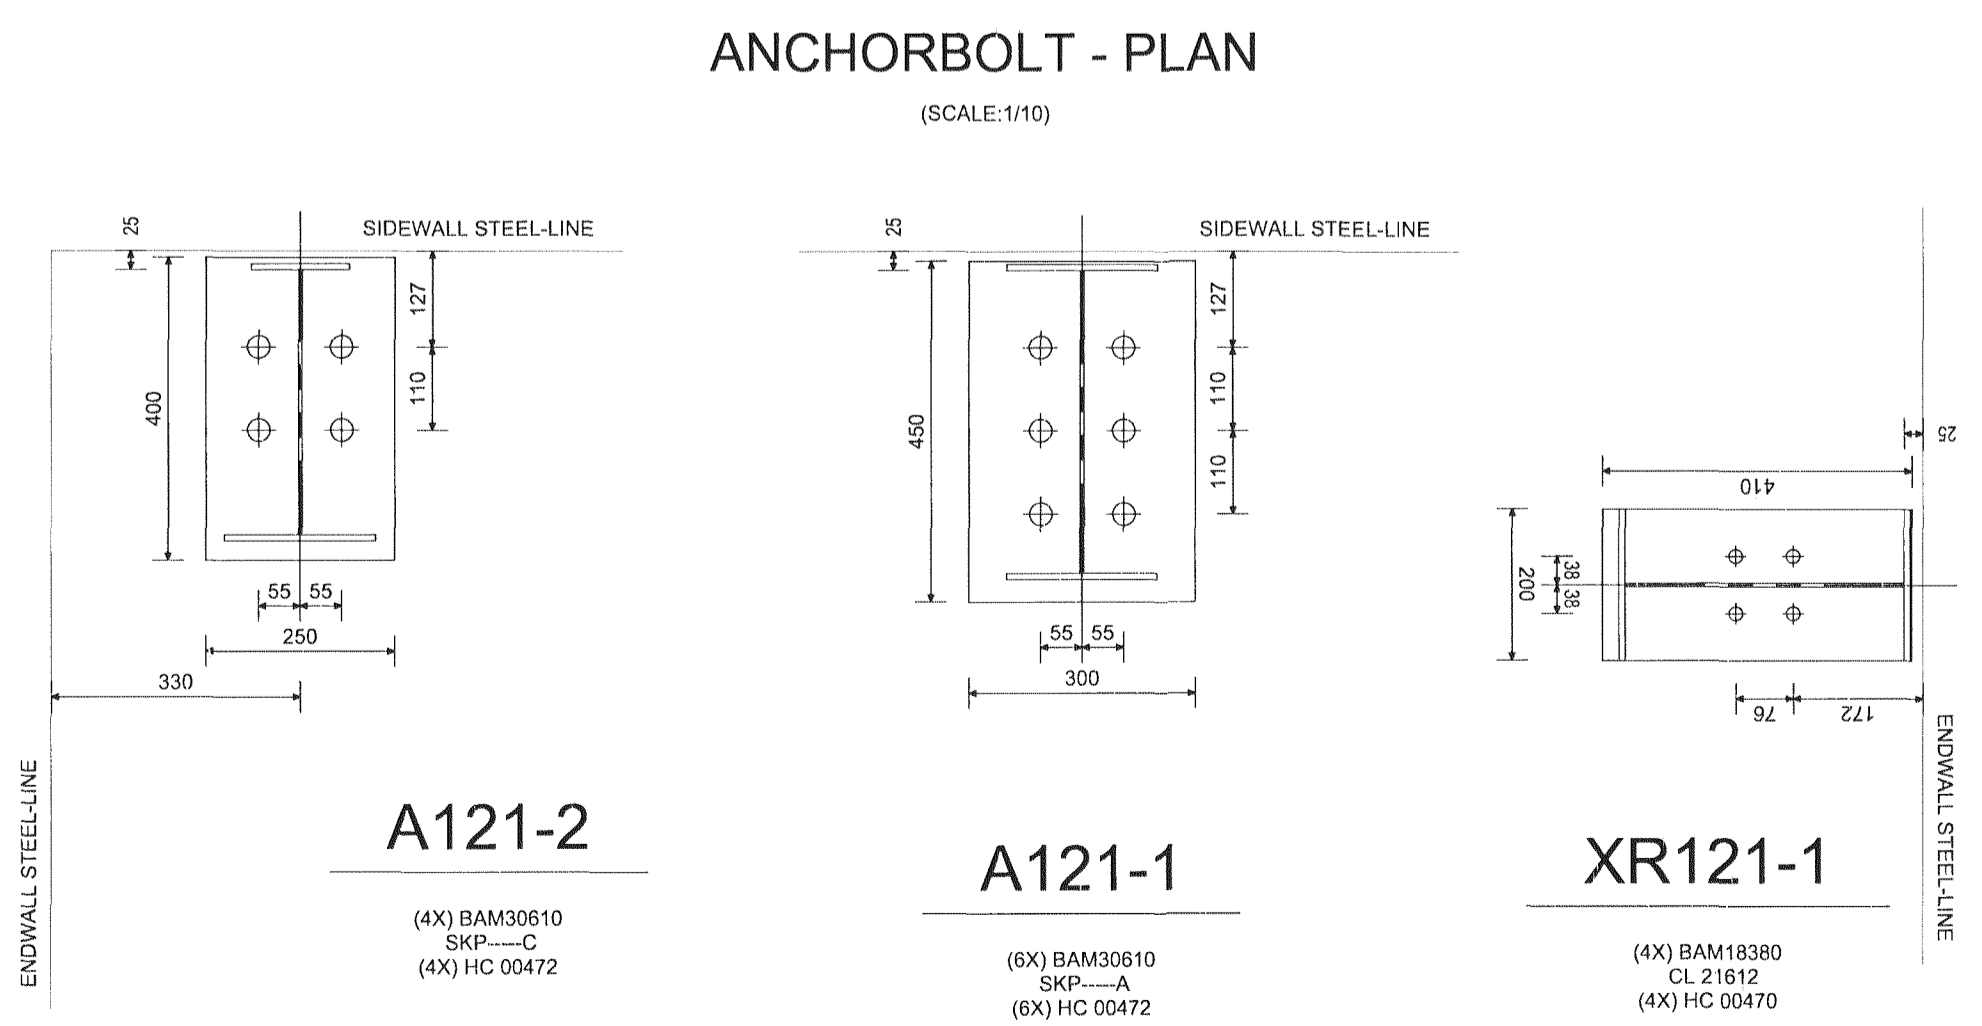 ANCHORBOLT - PLAN
(SCALE:1/10)
25
SIDEWALL STEEL-LINE
127
110
400
55 55
250
330
ENDWALL STEEL-LINE
A121-2
(4X) BAM30610
SKP-----C
(4X) HC 00472
25
SIDEWALL STEEL-LINE
127
110
110
450
55 55
300
A121-1
(6X) BAM30610
SKP-----A
(6X) HC 00472
25
410
200
38
38
76
172
ENDWALL STEEL-LINE
XR121-1
(4X) BAM18380
CL 21612
(4X) HC 00470